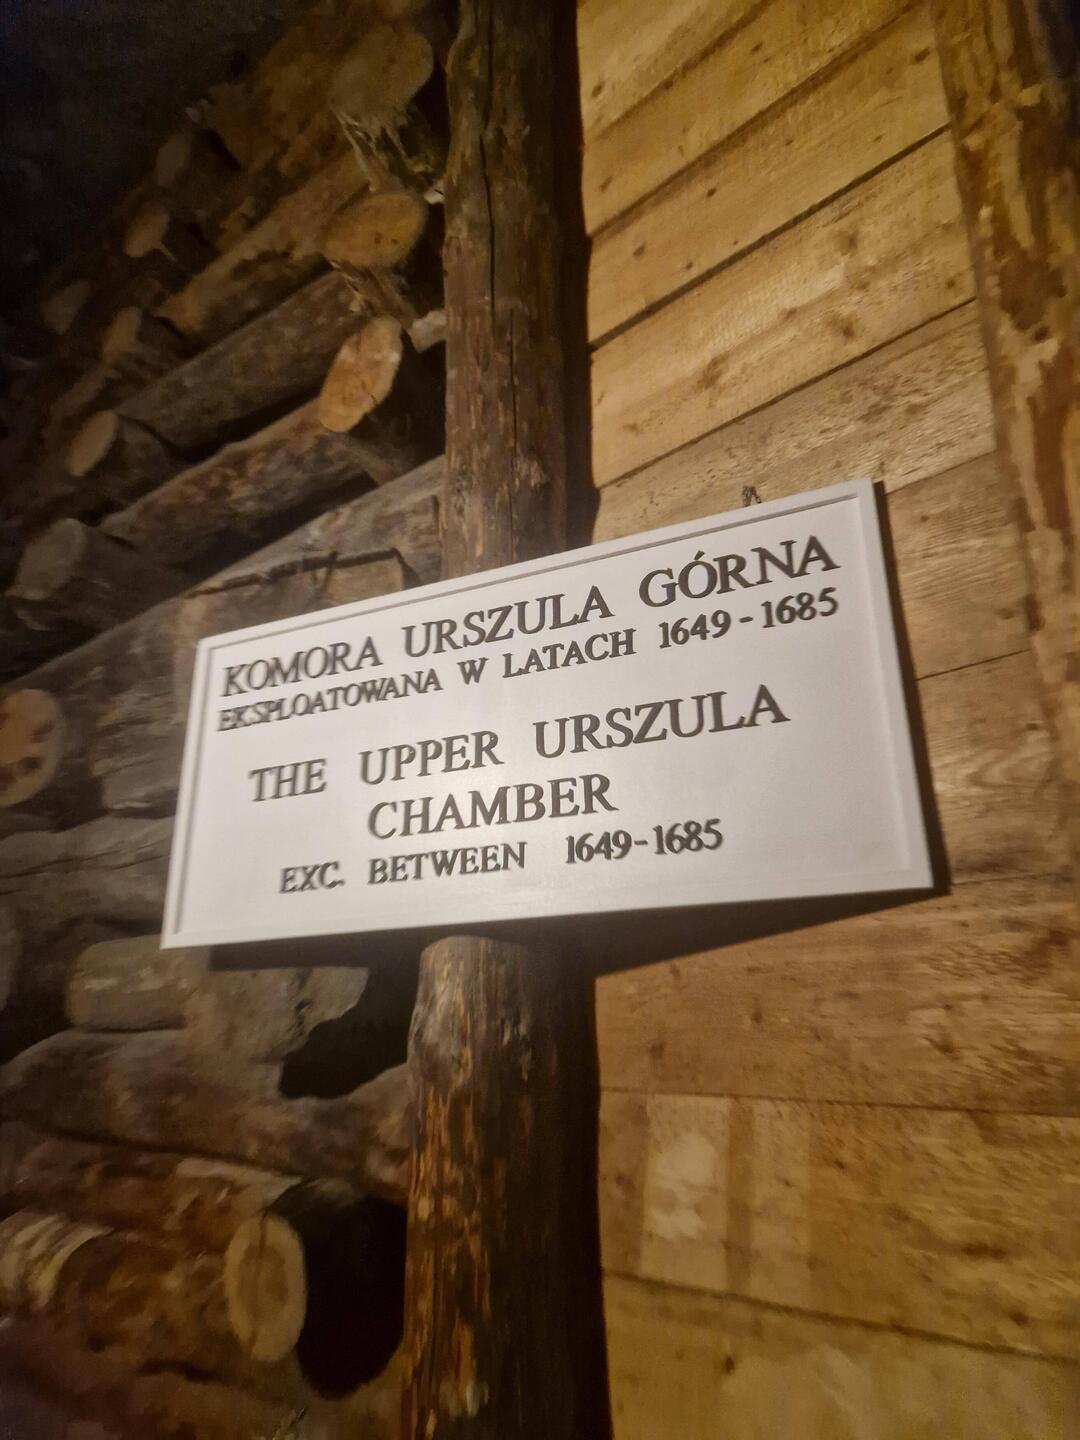 KOMORA URSZULA GÓRNA
EKSPLOATOWANA W LATACH 1649-1685
THE UPPER URSZULA
CHAMBER
EXC. BETWEEN 1649-1685